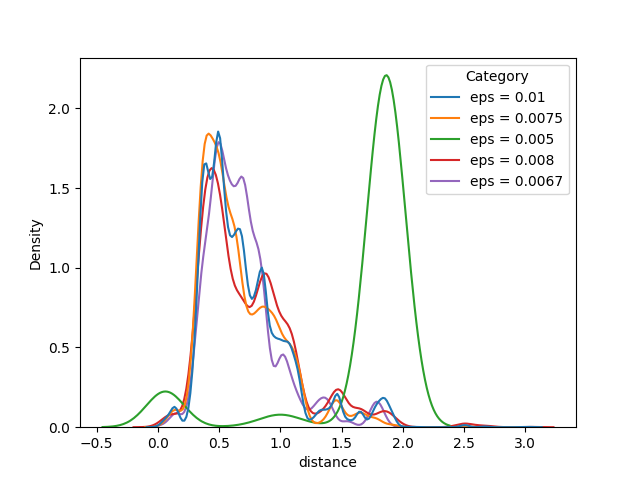 Category
eps = 0.01
eps = 0.0075
eps = 0.005
eps = 0.008
eps = 0.0067
Density
2.0
1.5
1.0
0.5
0.0
−0.5 0.0 0.5 1.0 1.5 2.0 2.5 3.0
distance